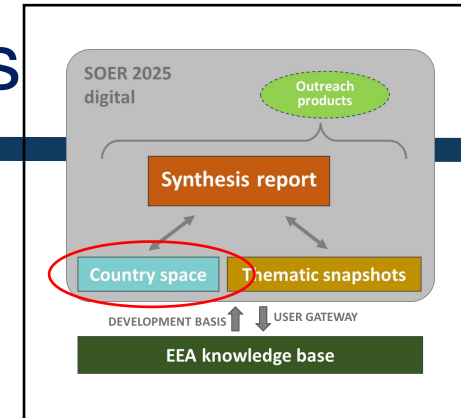 s
SOER 2025
digital
Outreach
products
Synthesis report
Country space
Thematic snapshots
DEVELOPMENT BASIS
USER GATEWAY
EEA knowledge base